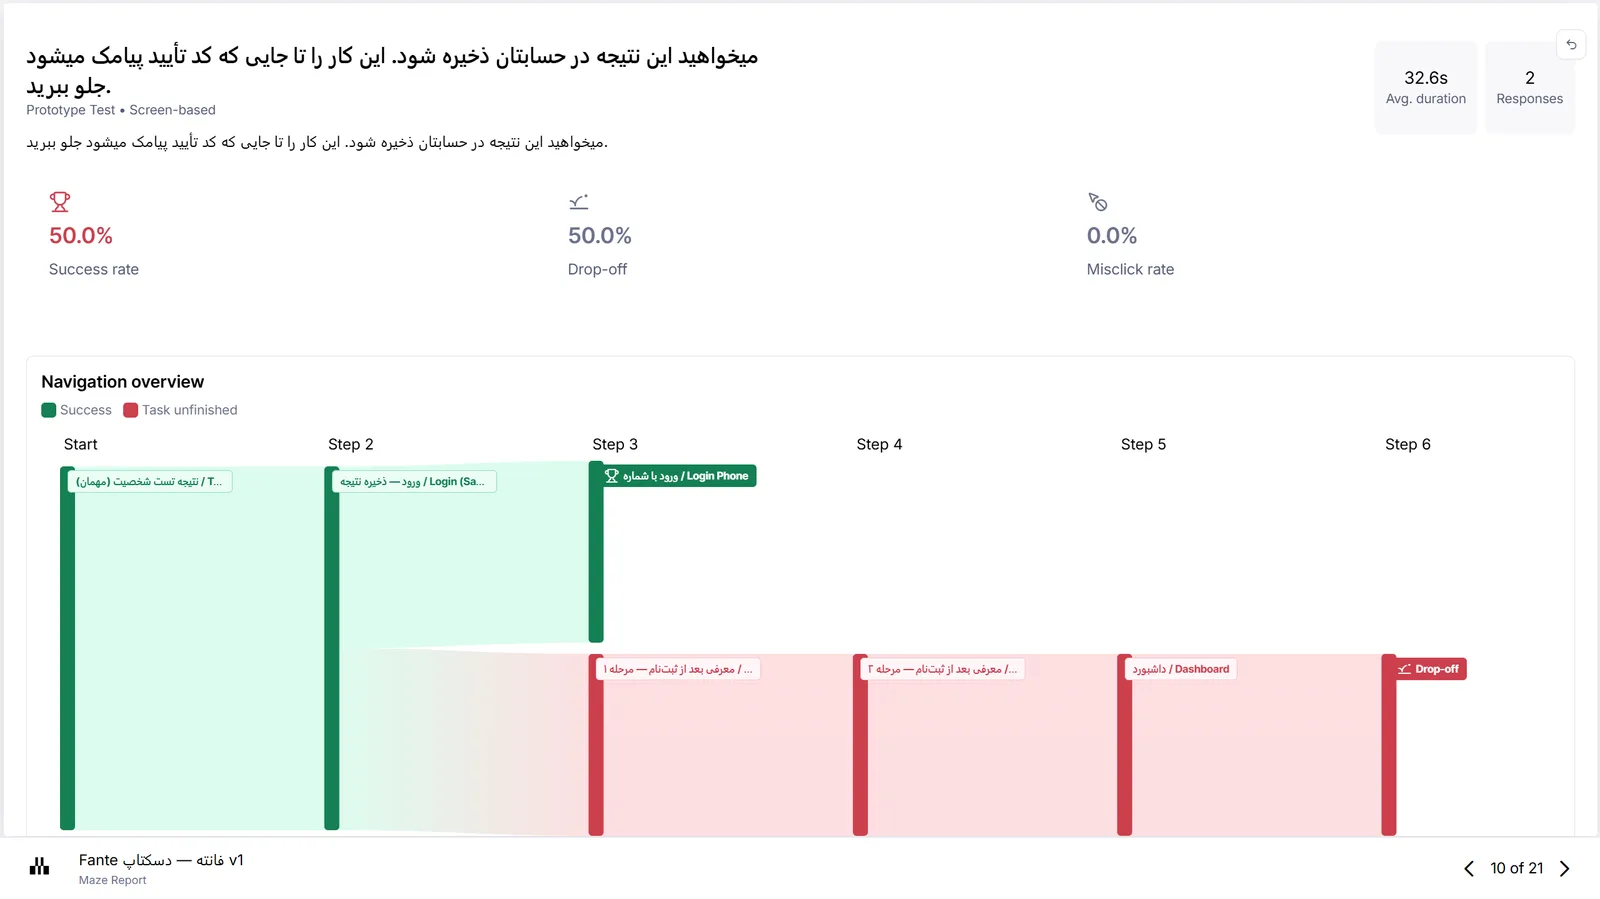 میخواهید این نتیجه در حسابتان ذخیره شود. این کار را تا جایی که کد تأیید پیامک میشود
جلو ببرید.
Prototype Test • Screen-based
میخواهید این نتیجه در حسابتان ذخیره شود. این کار را تا جایی که کد تأیید پیامک میشود جلو ببرید.
32.6s
Avg. duration
2
Responses
50.0%
Success rate
50.0%
Drop-off
0.0%
Misclick rate
Navigation overview
Success
Task unfinished
Start
Step 2
Step 3
Step 4
Step 5
Step 6
نتیجه تست شخصیت (مهمان) / T...
ورود — ذخیره نتیجه / Login (Sa...
ورود با شماره / Login Phone
معرفی بعد از ثبت‌نام — مرحله ۱ / ...
معرفی بعد از ثبت‌نام — مرحله ۲ /...
داشبورد / Dashboard
Drop-off
Fante فانته — دسکتاپ v1
Maze Report
10 of 21